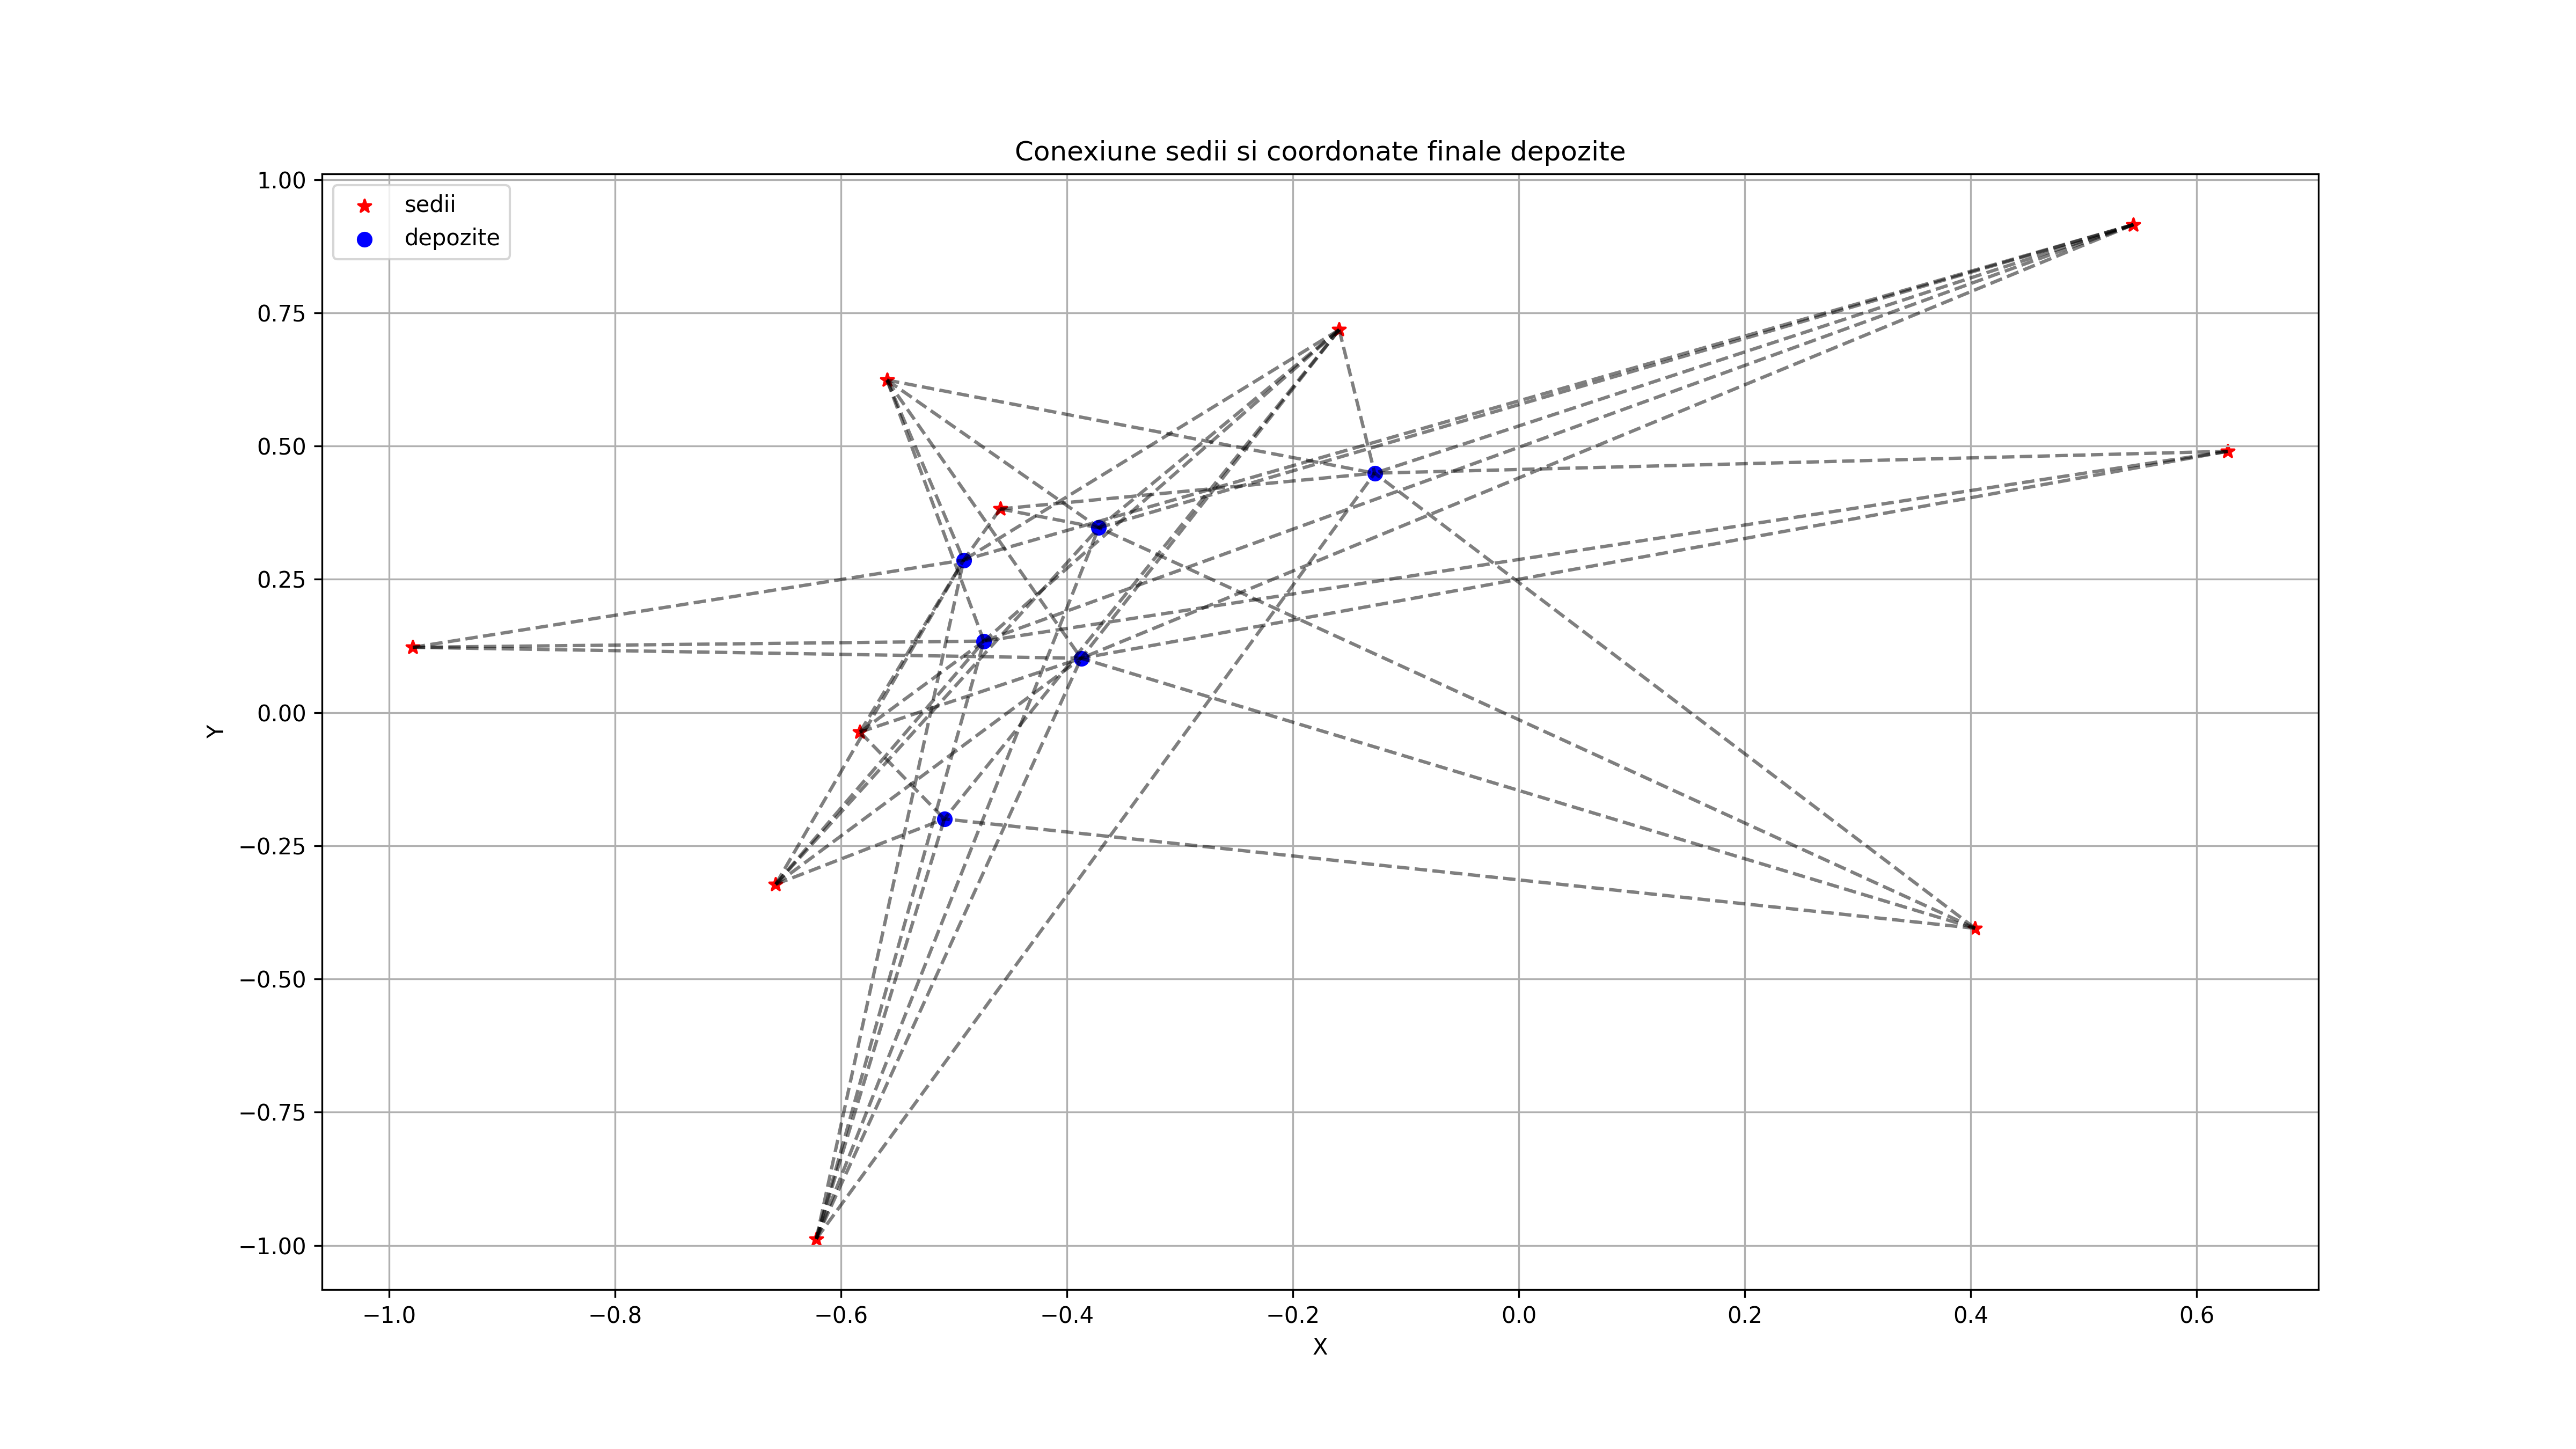 Conexiune sedii si coordonate finale depozite
sedii
depozite
1.00
0.75
0.50
0.25
0.00
−0.25
−0.50
−0.75
−1.00
Y
−1.0 −0.8 −0.6 −0.4 −0.2 0.0 0.2 0.4 0.6
X